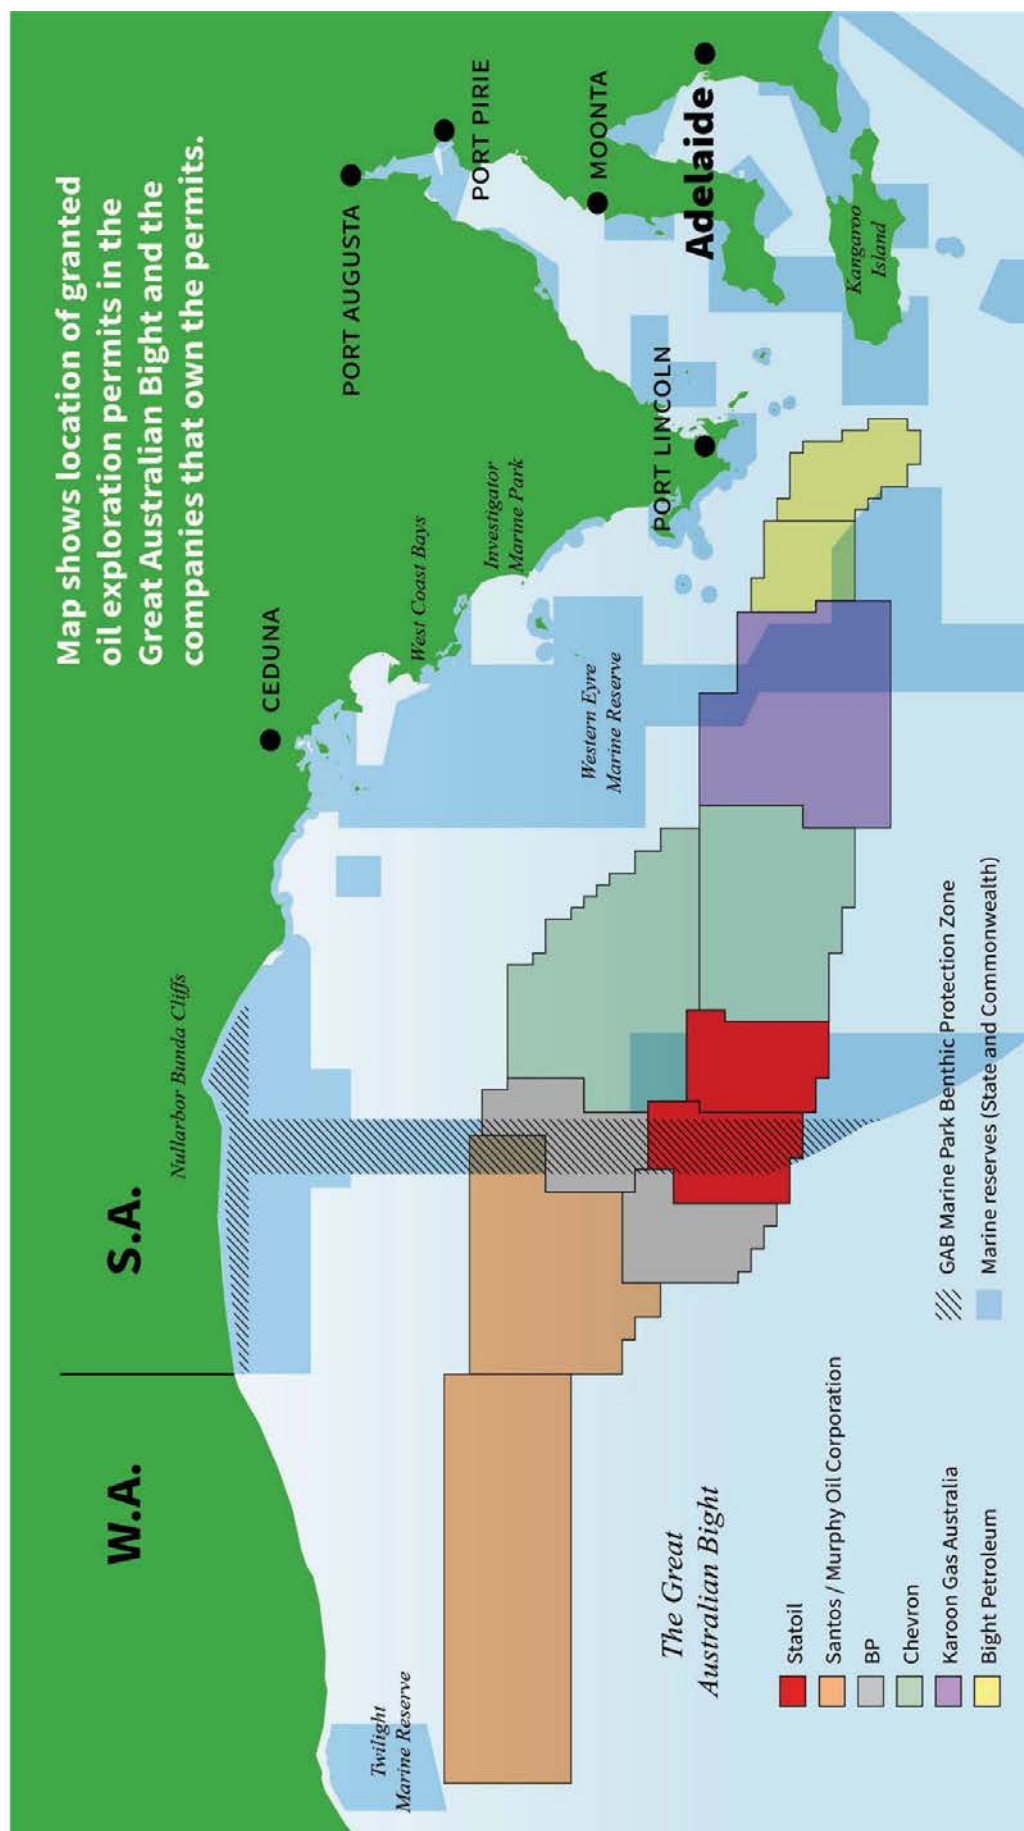 Map shows location of granted
oil exploration permits in the
Great Australian Bight and the
companies that own the permits.
W.A.
S.A.
Nullarbor Bunda Cliffs
CEDUNA
PORT AUGUSTA
PORT PIRIE
West Coast Bays
Investigator
Marine Park
MOONTA
Twilight
Marine Reserve
Western Eyre
Marine Reserve
PORT LINCOLN
Adelaide
Kangaroo
Island
The Great
Australian Bight
Statoil
Santos / Murphy Oil Corporation
BP
Chevron
Karoon Gas Australia
Bight Petroleum
GAB Marine Park Benthic Protection Zone
Marine reserves (State and Commonwealth)